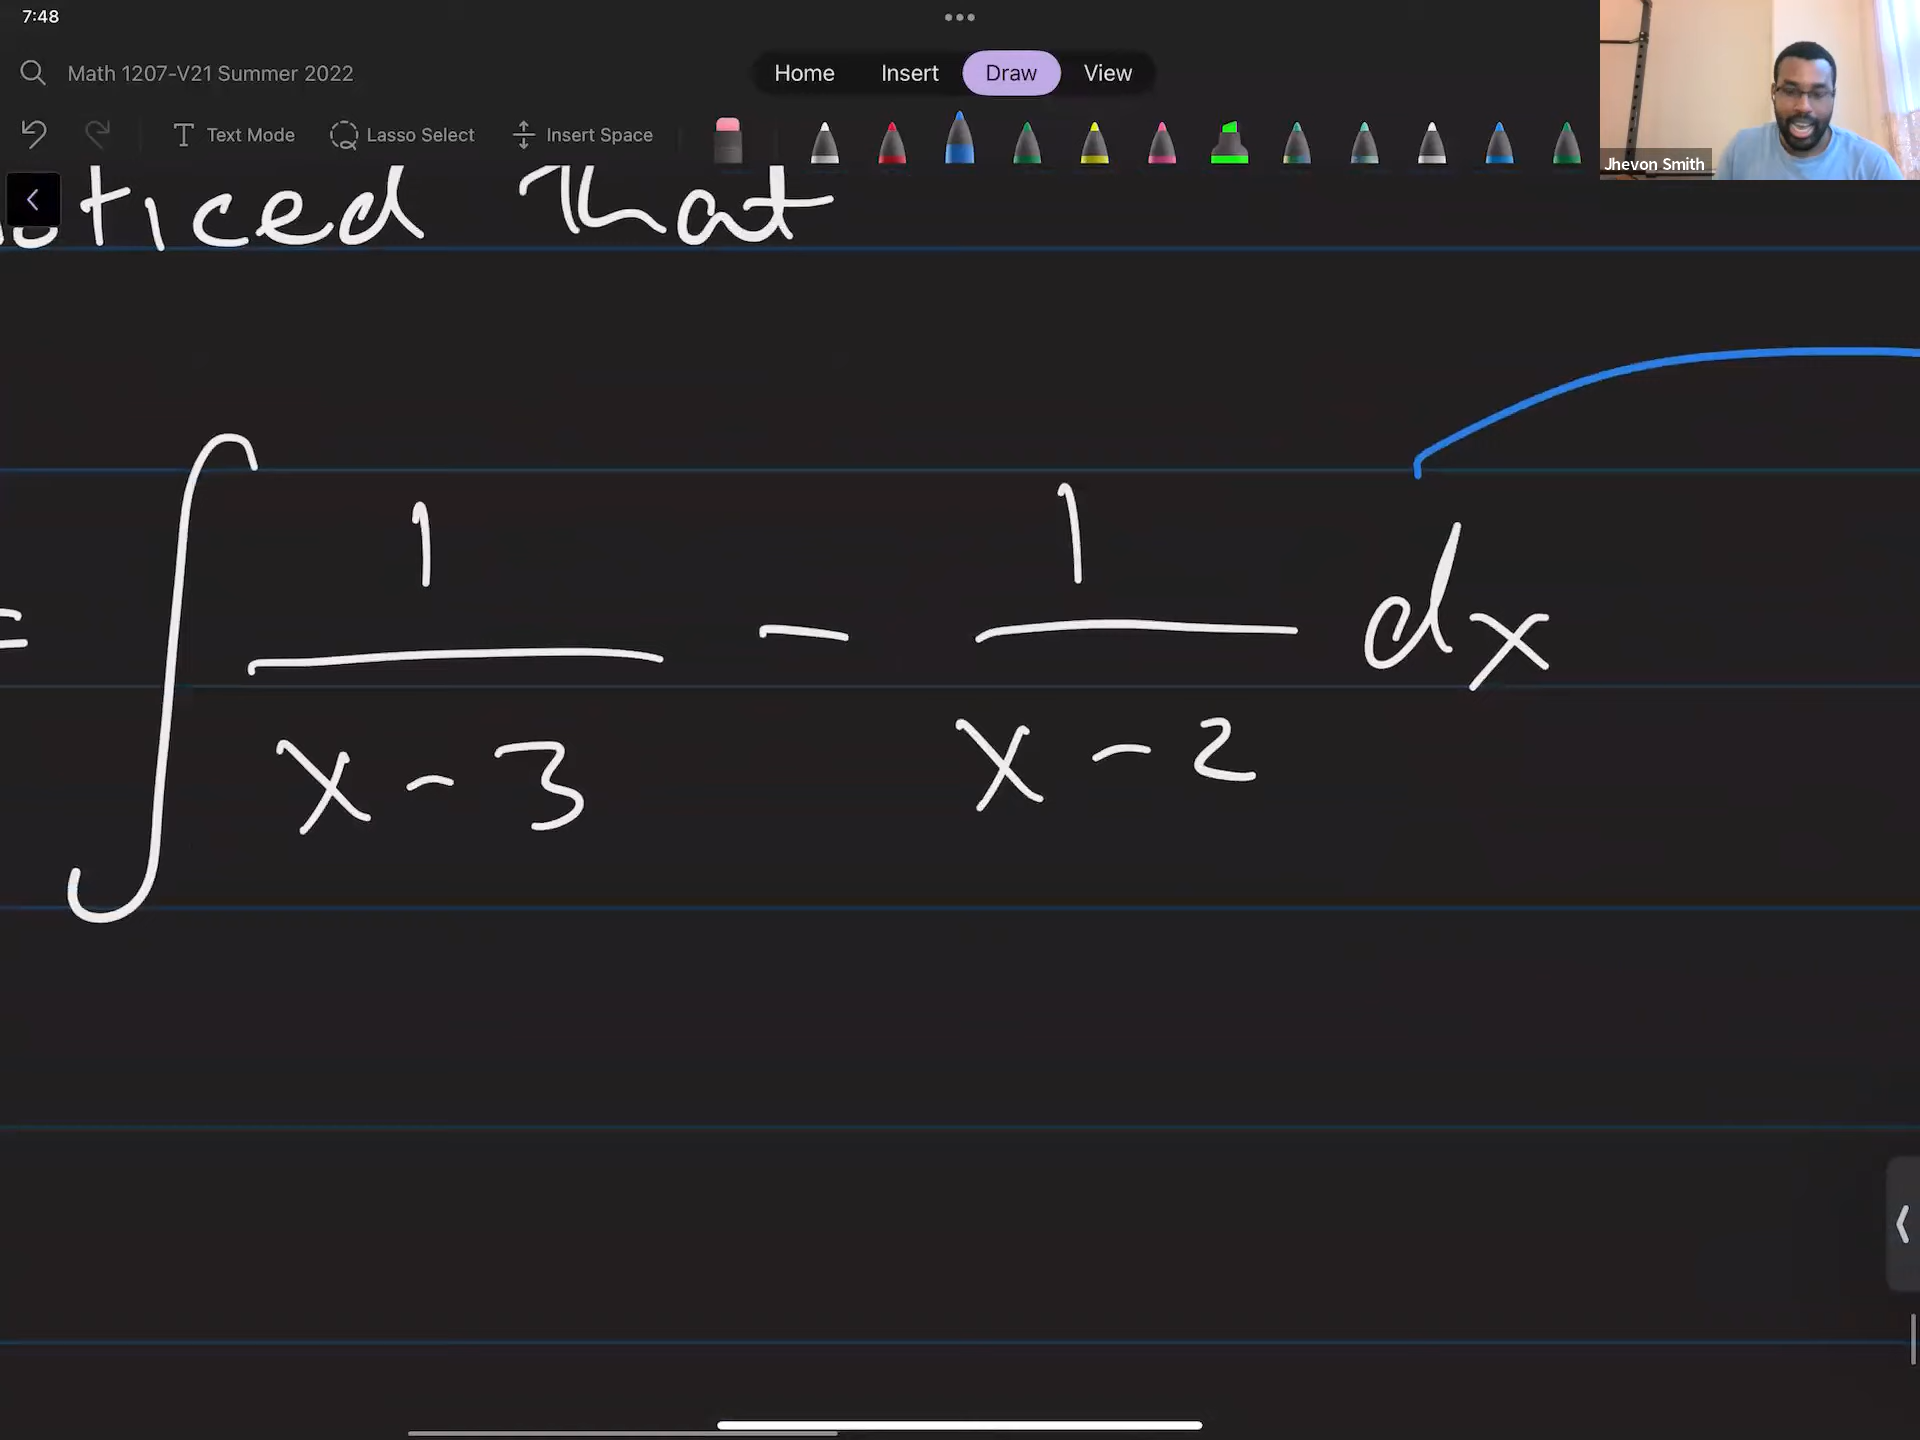 7:48
Math 1207-V21 Summer 2022
Home Insert Draw View
Text Mode Lasso Select Insert Space
Jhevon Smith
that
= ∫ 1/(x-3) - 1/(x-2) dx